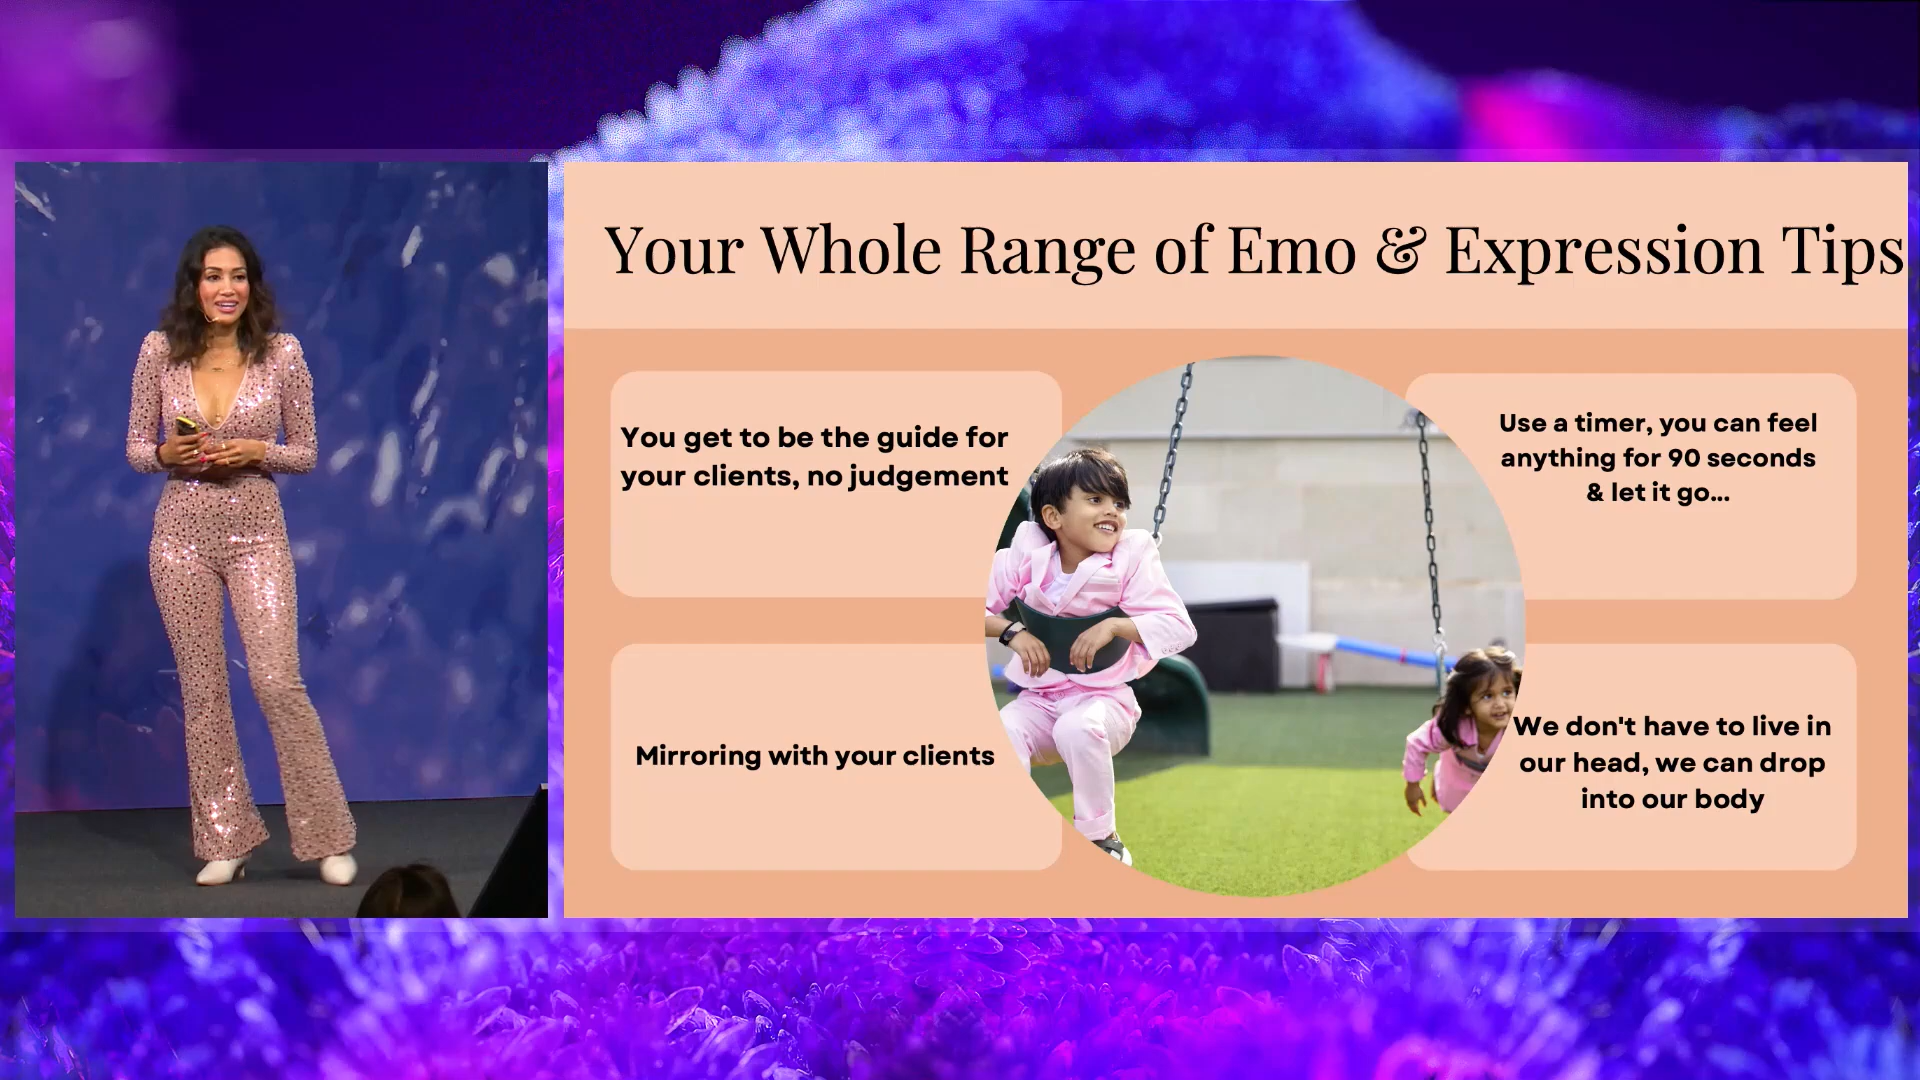 Your Whole Range of Emo & Expression Tips
You get to be the guide for
your clients, no judgement
Use a timer, you can feel
anything for 90 seconds
& let it go...
Mirroring with your clients
We don't have to live in
our head, we can drop
into our body